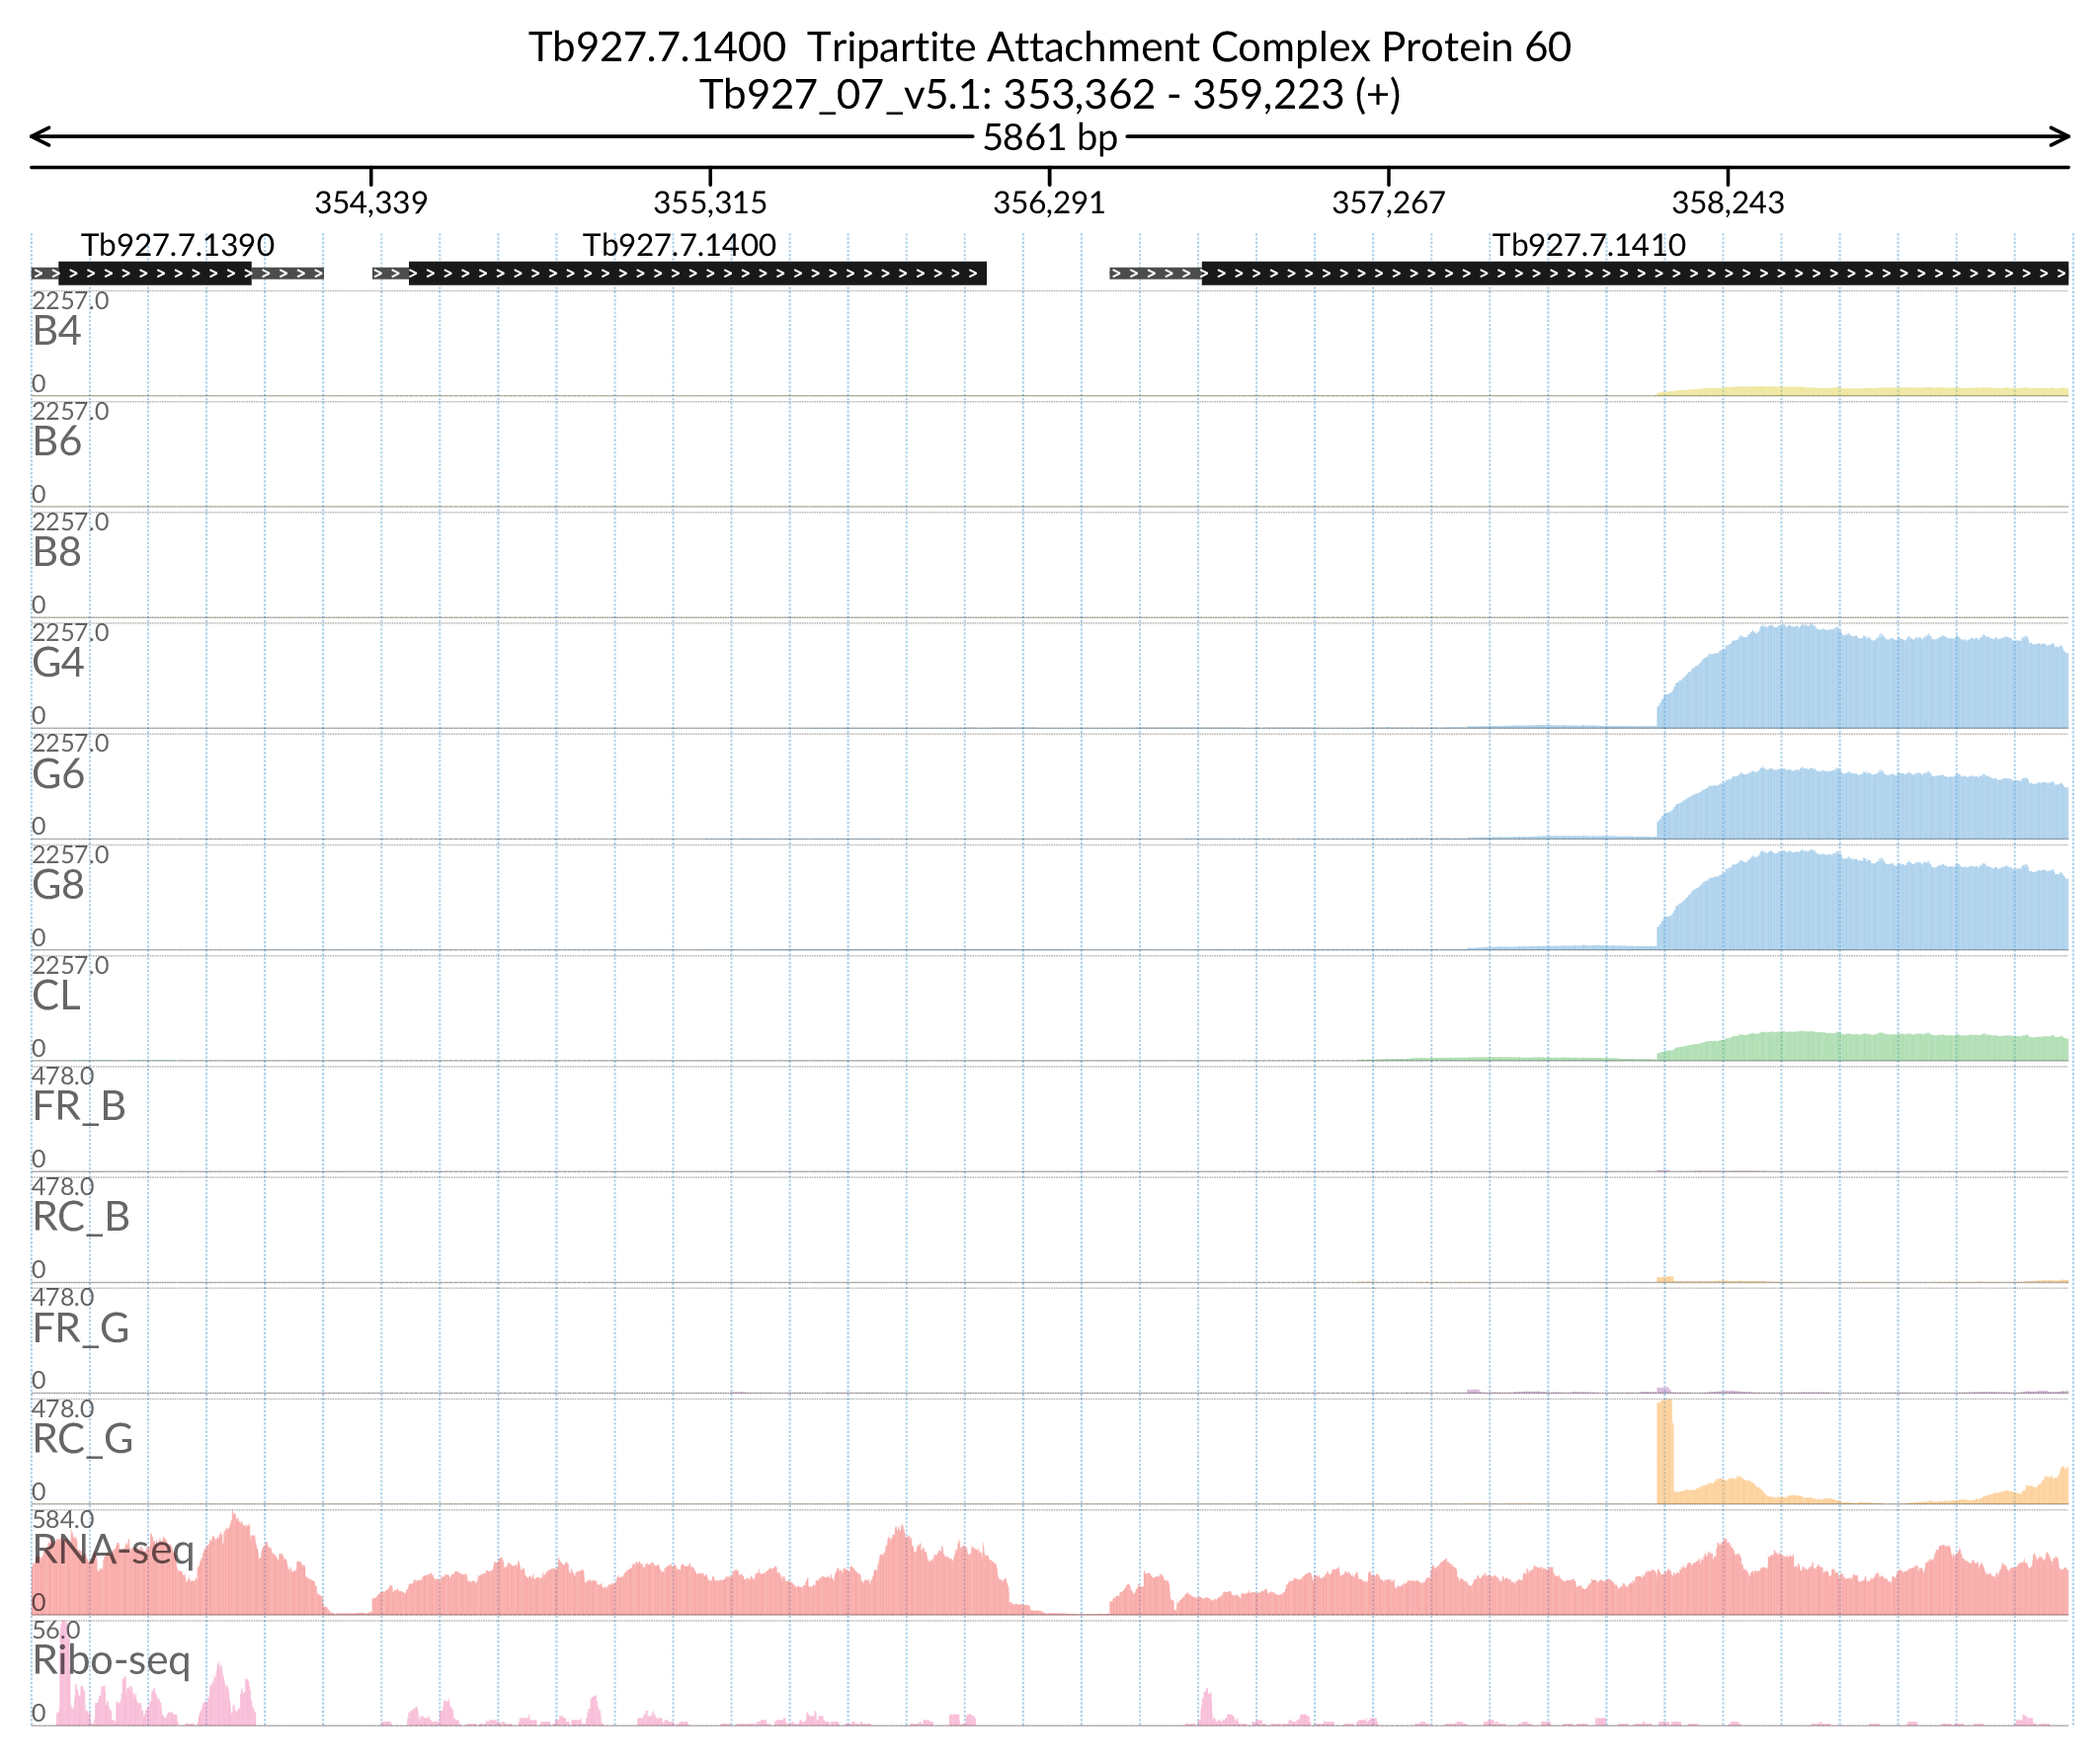 Tb927.7.1400 Tripartite Attachment Complex Protein 60
Tb927_07_v5.1: 353,362 - 359,223 (+)
5861 bp
354,339 355,315 356,291 357,267 358,243
Tb927.7.1390 Tb927.7.1400 Tb927.7.1410
2257.0
B4
0
2257.0
B6
0
2257.0
B8
0
2257.0
G4
0
2257.0
G6
0
2257.0
G8
0
2257.0
CL
0
478.0
FR_B
0
478.0
RC_B
0
478.0
FR_G
0
478.0
RC_G
0
584.0
RNA-seq
0
56.0
Ribo-seq
0